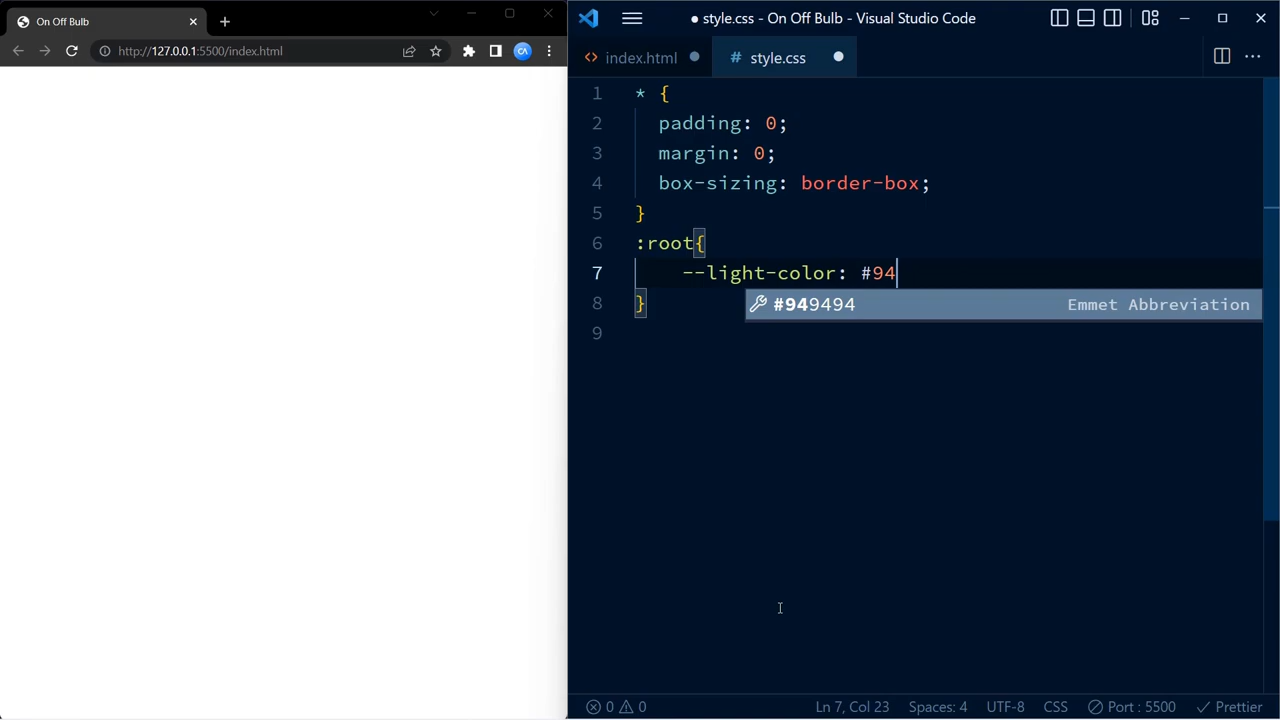 On Off Bulb
http://127.0.0.1:5500/index.html
● style.css - On Off Bulb - Visual Studio Code
<> index.html
# style.css
1 * {
2 padding: 0;
3 margin: 0;
4 box-sizing: border-box;
5 }
6 :root{
7 --light-color: #94
8 }
#949494 Emmet Abbreviation
9
0 0 Ln 7, Col 23 Spaces: 4 UTF-8 CSS Port : 5500 Prettier